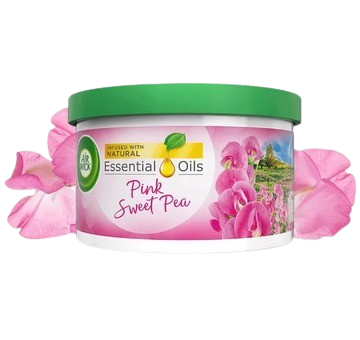 AIR
WICK
INFUSED WITH
NATURAL
Essential Oils
Pink
Sweet Pea